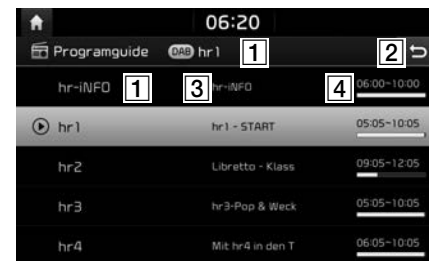 06:20
Programguide DAB hr1 1 2
hr-iNFO 1 3 hr-iNFO 4 06:00~10:00
hr1 hr1 - START 05:05~10:05
hr2 Libretto - Klass 09:05~12:05
hr3 hr3-Pop & Weck 05:05~10:05
hr4 Mit hr4 in den T 06:05~10:05